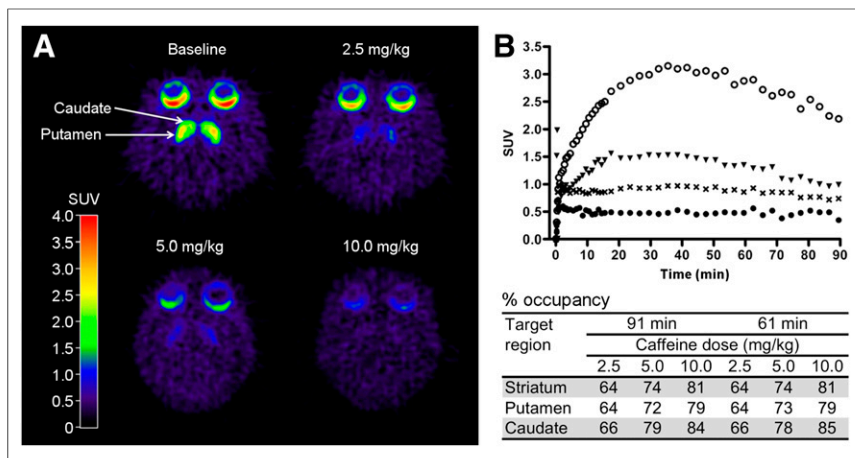 A
Baseline
2.5 mg/kg
Caudate
Putamen
SUV
4.0
3.5
3.0
2.5
2.0
1.5
1.0
0.5
0
5.0 mg/kg
10.0 mg/kg
B
3.5
3.0
2.5
2.0
1.5
1.0
0.5
0.0
SUV
0 10 20 30 40 50 60 70 80 90
Time (min)
% occupancy
Target region 91 min 61 min
Caffeine dose (mg/kg)
2.5 5.0 10.0 2.5 5.0 10.0
Striatum 64 74 81 64 74 81
Putamen 64 72 79 64 73 79
Caudate 66 79 84 66 78 85